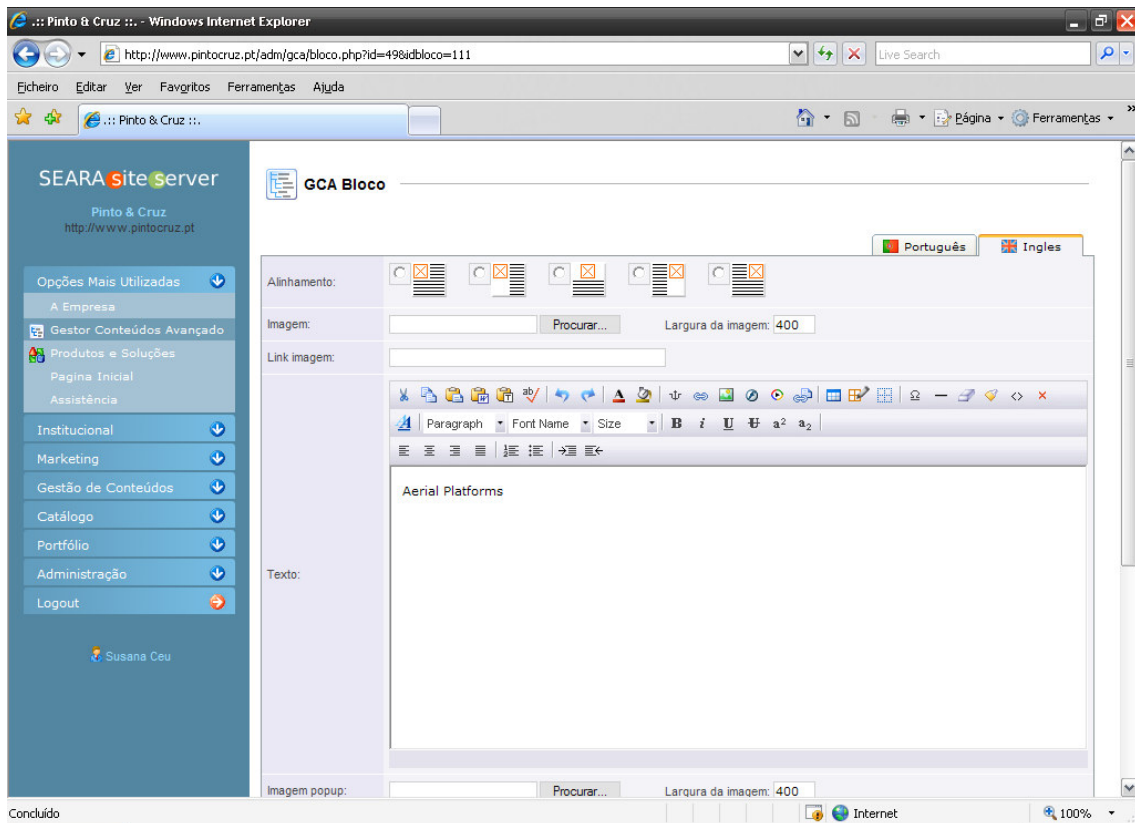 .:: Pinto & Cruz ::. - Windows Internet Explorer
http://www.pintocruz.pt/adm/gca/bloco.php?id=49&idbloco=111
Live Search
Ficheiro Editar Ver Favoritos Ferramentas Ajuda
.:: Pinto & Cruz ::.
Página Ferramentas
SEARA site server
Pinto & Cruz
http://www.pintocruz.pt
Opções Mais Utilizadas
A Empresa
Gestor Conteúdos Avançado
Produtos e Soluções
Pagina Inicial
Assistência
Institucional
Marketing
Gestão de Conteúdos
Catálogo
Portfólio
Administração
Logout
Susana Ceu
GCA Bloco
Português Ingles
Alinhamento:
Imagem: Procurar... Largura da imagem: 400
Link imagem:
Paragraph Font Name Size B i U U a² a₂
Aerial Platforms
Texto:
Imagem popup: Procurar... Largura da imagem: 400
Concluído Internet 100%